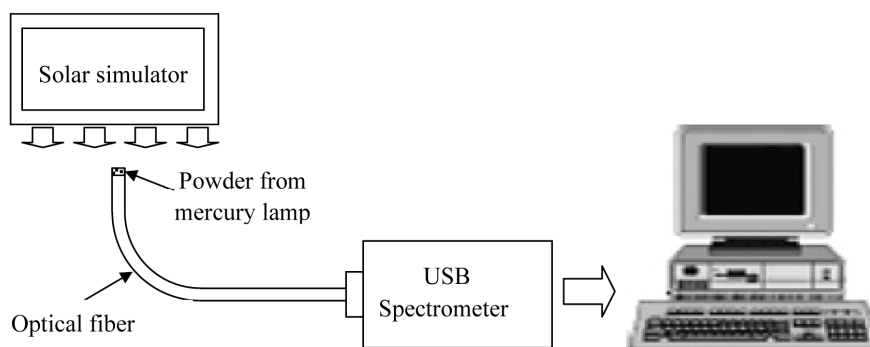 Solar simulator
Powder from
mercury lamp
USB
Spectrometer
Optical fiber